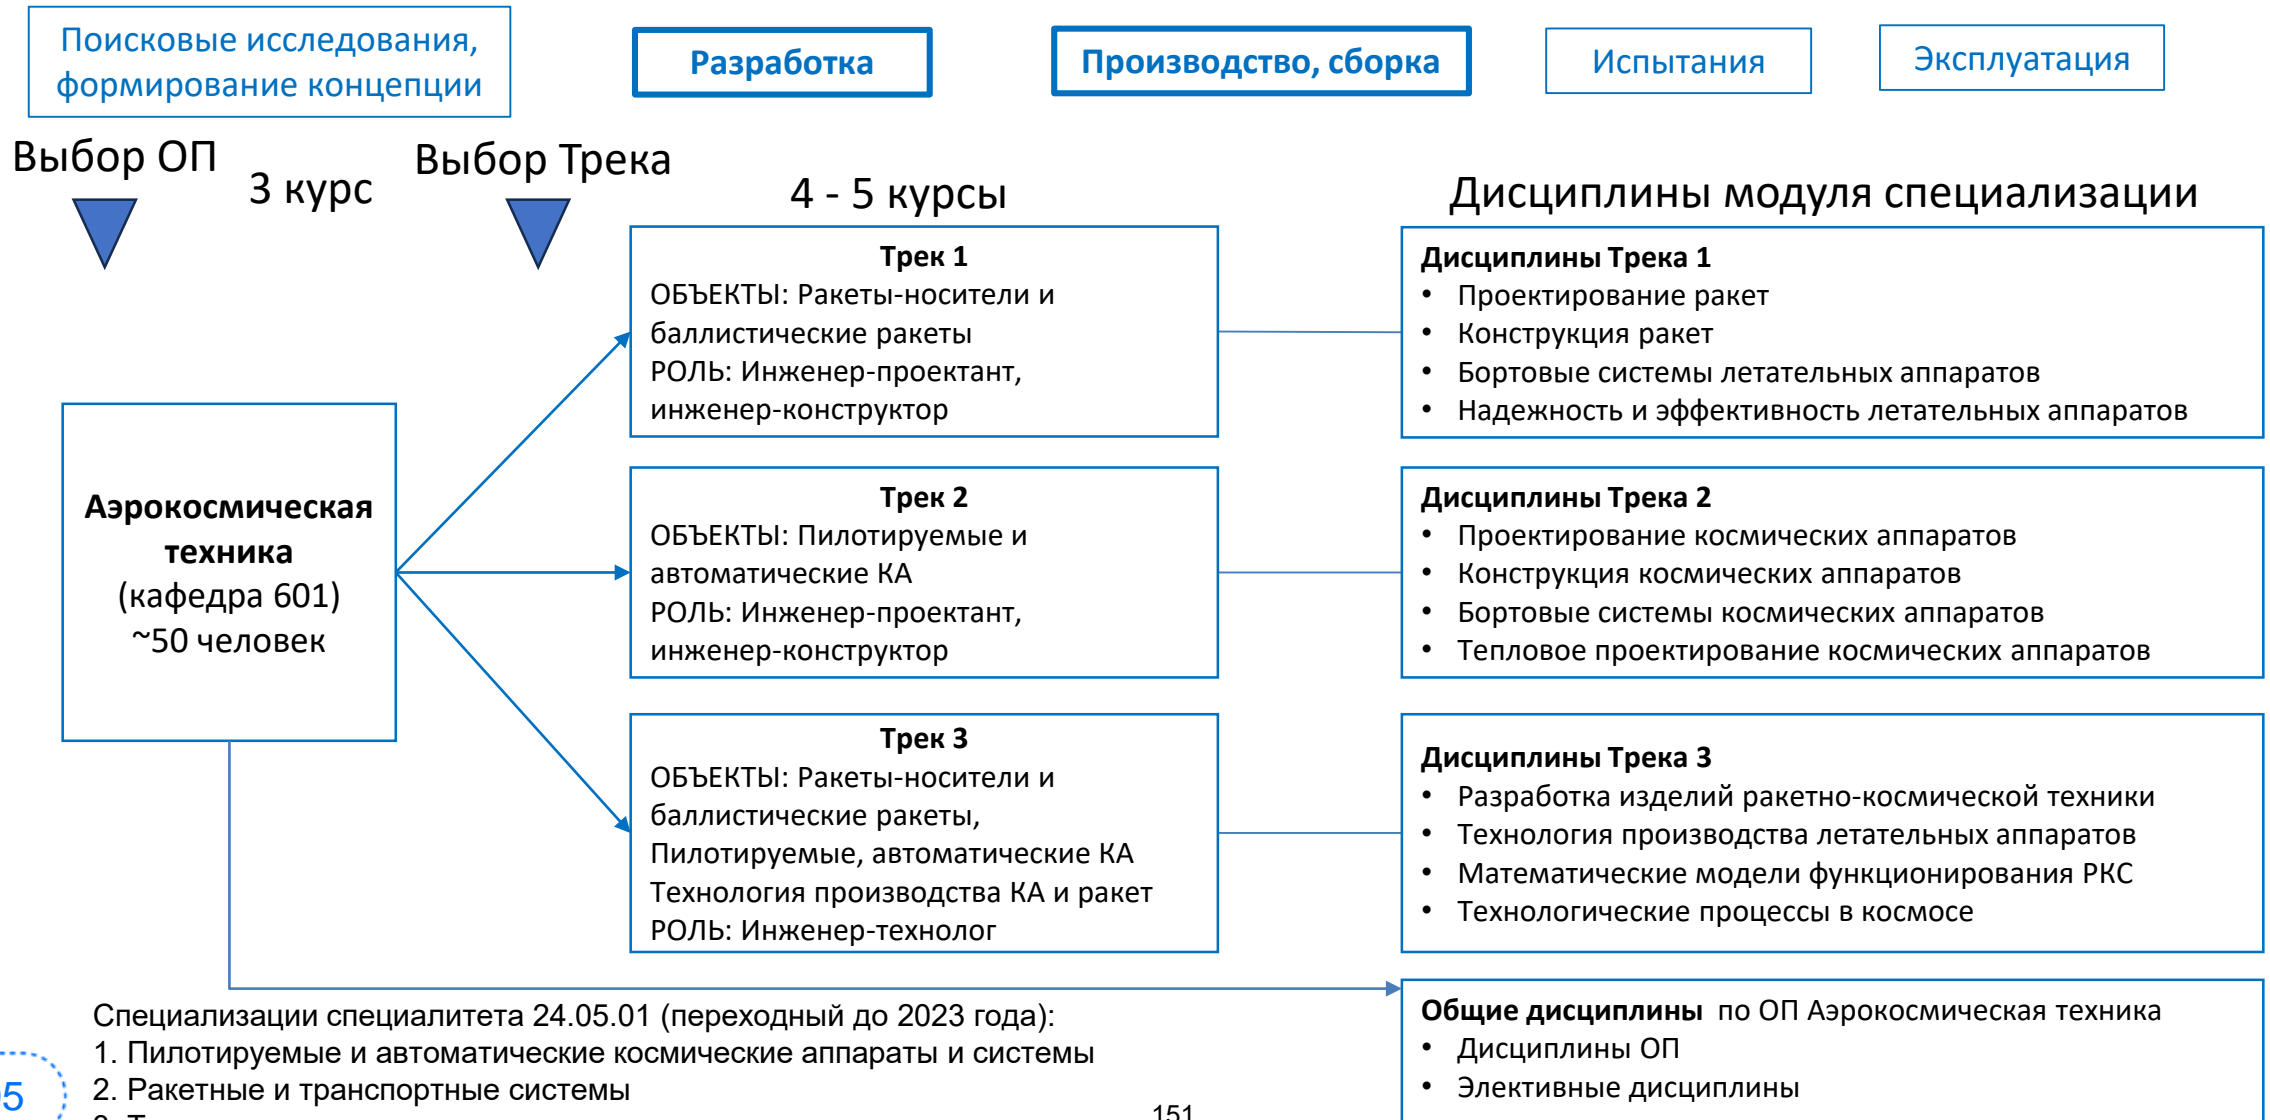 Поисковые исследования,
формирование концепции
Разработка
Производство, сборка
Испытания
Эксплуатация
Выбор ОП
3 курс
Выбор Трека
4 - 5 курсы
Дисциплины модуля специализации
Аэрокосмическая
техника
(кафедра 601)
~50 человек
Трек 1
ОБЪЕКТЫ: Ракеты-носители и
баллистические ракеты
РОЛЬ: Инженер-проектант,
инженер-конструктор
Дисциплины Трека 1
• Проектирование ракет
• Конструкция ракет
• Бортовые системы летательных аппаратов
• Надежность и эффективность летательных аппаратов
Трек 2
ОБЪЕКТЫ: Пилотируемые и
автоматические КА
РОЛЬ: Инженер-проектант,
инженер-конструктор
Дисциплины Трека 2
• Проектирование космических аппаратов
• Конструкция космических аппаратов
• Бортовые системы космических аппаратов
• Тепловое проектирование космических аппаратов
Трек 3
ОБЪЕКТЫ: Ракеты-носители и
баллистические ракеты,
Пилотируемые, автоматические КА
Технология производства КА и ракет
РОЛЬ: Инженер-технолог
Дисциплины Трека 3
• Разработка изделий ракетно-космической техники
• Технология производства летательных аппаратов
• Математические модели функционирования РКС
• Технологические процессы в космосе
Общие дисциплины по ОП Аэрокосмическая техника
• Дисциплины ОП
• Элективные дисциплины
Специализации специалитета 24.05.01 (переходный до 2023 года):
1. Пилотируемые и автоматические космические аппараты и системы
2. Ракетные и транспортные системы
5
151